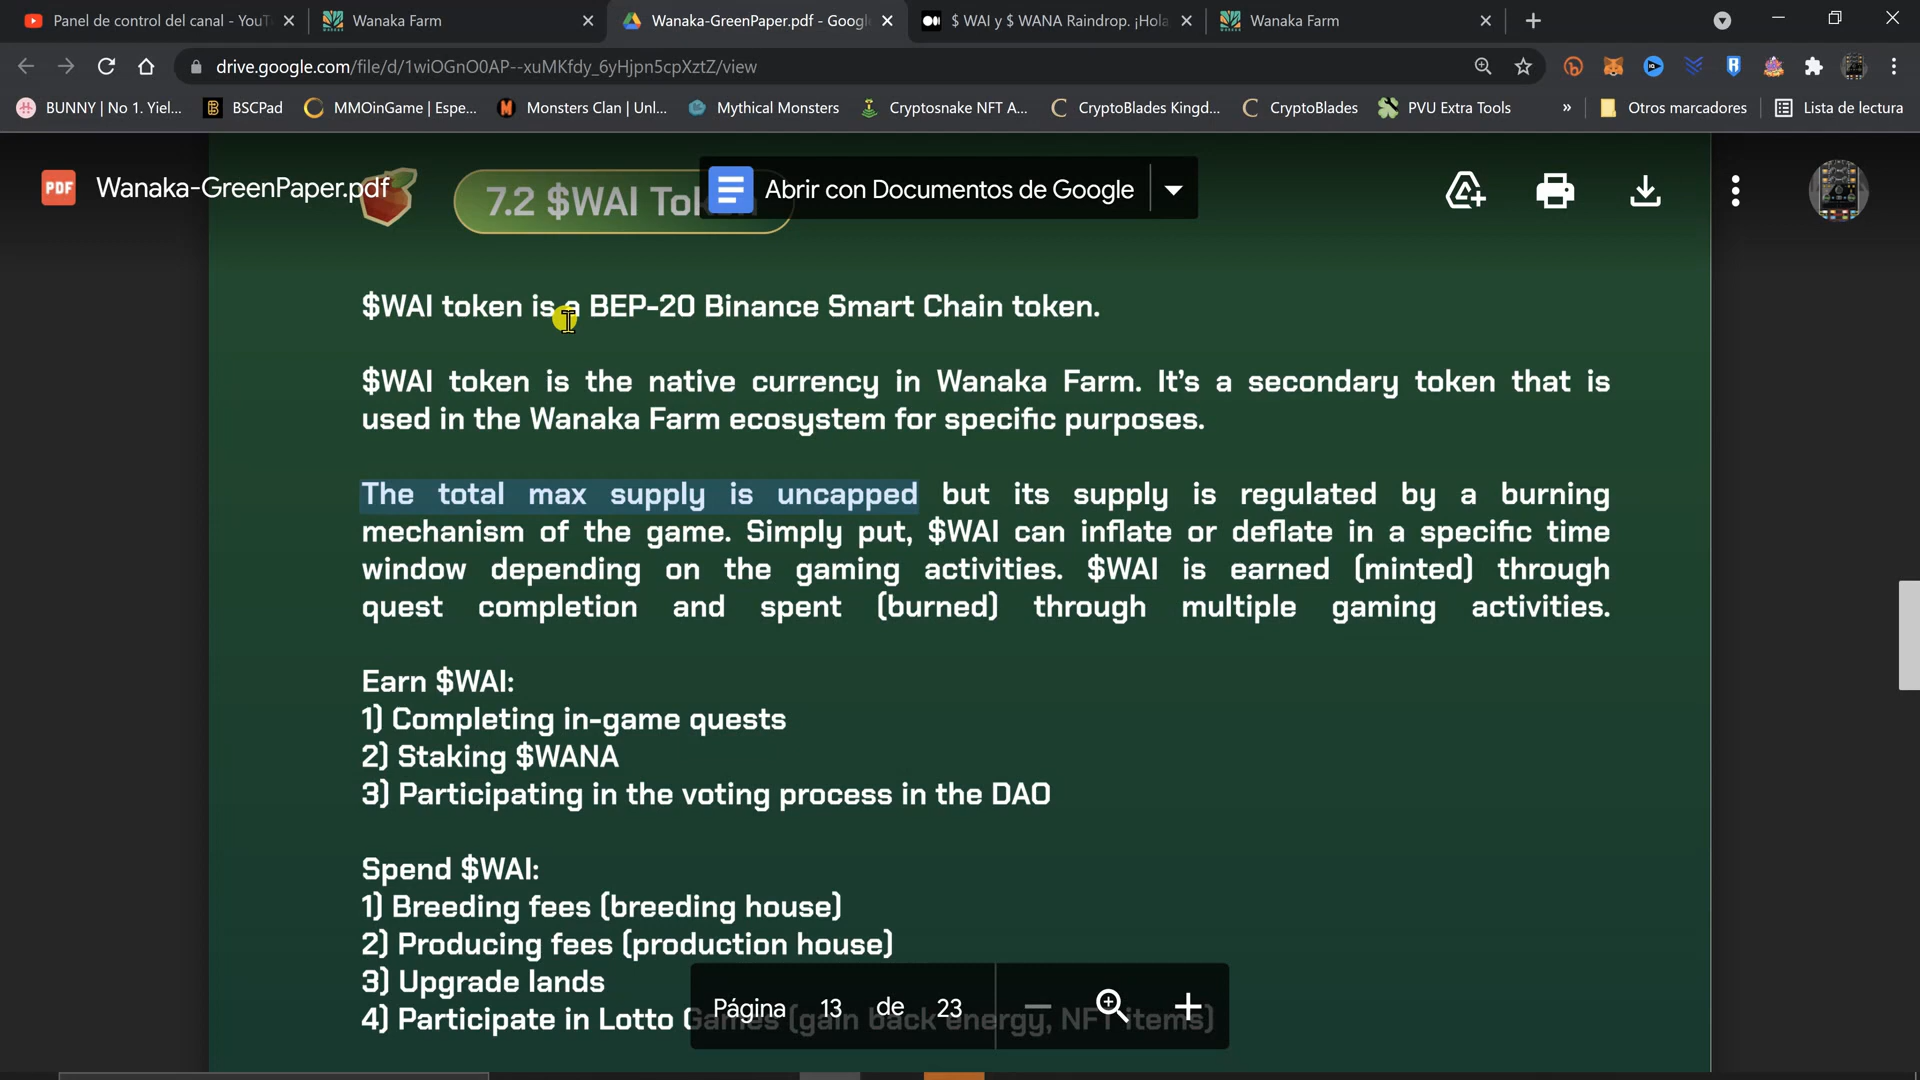 Panel de control del canal - YouT
Wanaka Farm
Wanaka-GreenPaper.pdf - Google
$ WAI y $ WANA Raindrop. ¡Hola
Wanaka Farm
drive.google.com/file/d/1wiOGnO0AP--xuMKfdy_6yHjpn5cpXztZ/view
BUNNY | No 1. Yiel...
BSCPad
MMOinGame | Espe...
Monsters Clan | Unl...
Mythical Monsters
Cryptosnake NFT A...
CryptoBlades Kingd...
CryptoBlades
PVU Extra Tools
»
Otros marcadores
Lista de lectura
PDF
Wanaka-GreenPaper.pdf
7.2 $WAI Token
Abrir con Documentos de Google
$WAI token is a BEP-20 Binance Smart Chain token.
$WAI token is the native currency in Wanaka Farm. It's a secondary token that is
used in the Wanaka Farm ecosystem for specific purposes.
The total max supply is uncapped but its supply is regulated by a burning
mechanism of the game. Simply put, $WAI can inflate or deflate in a specific time
window depending on the gaming activities. $WAI is earned (minted) through
quest completion and spent (burned) through multiple gaming activities.
Earn $WAI:
1) Completing in-game quests
2) Staking $WANA
3) Participating in the voting process in the DAO
Spend $WAI:
1) Breeding fees (breeding house)
2) Producing fees (production house)
3) Upgrade lands
4) Participate in Lotto Games (gain back energy, NFT items)
Página 13 de 23